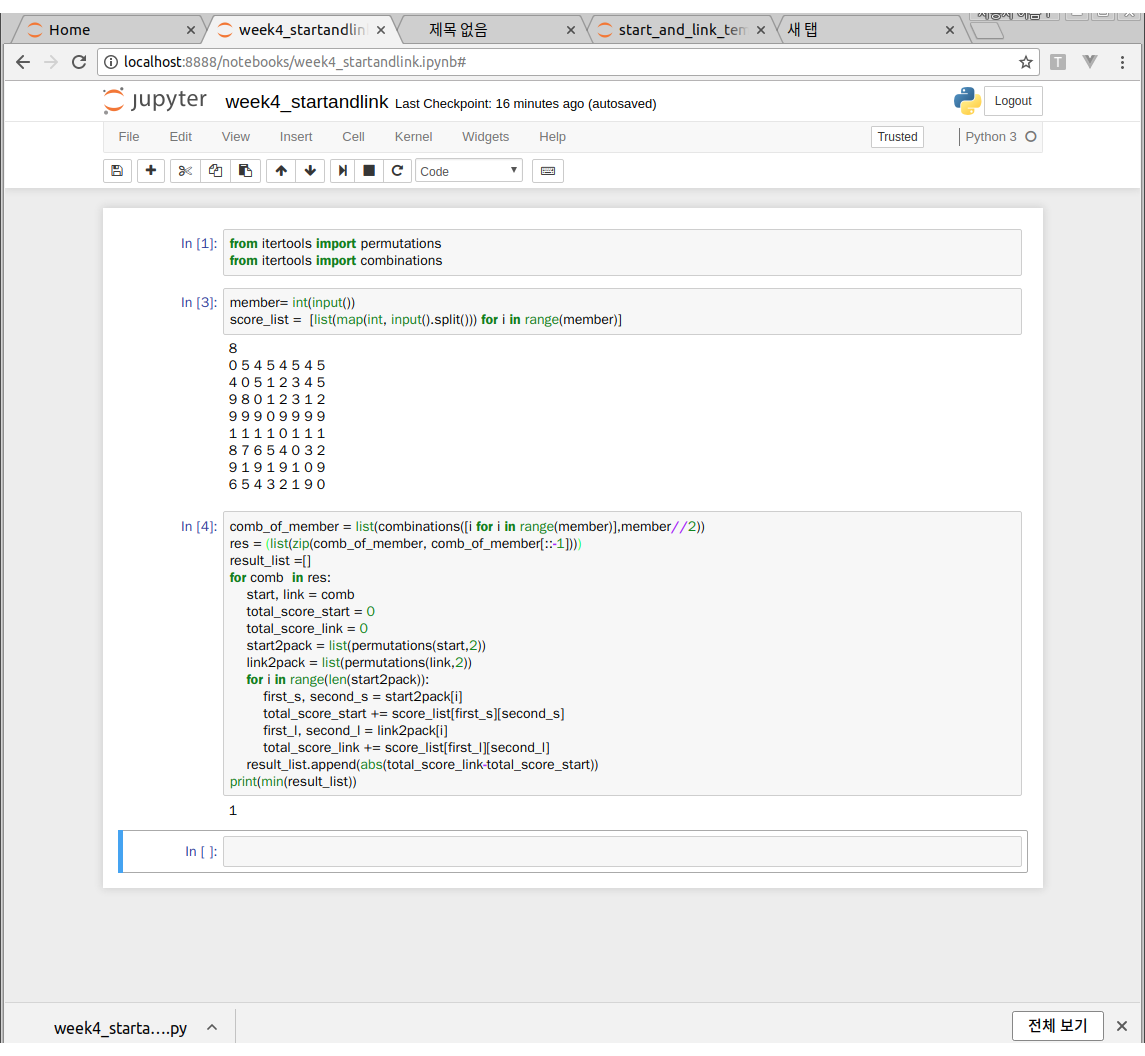 Home
week4_startandlin
제목 없음
start_and_link_tem
새 탭
localhost:8888/notebooks/week4_startandlink.ipynb#
jupyter week4_startandlink Last Checkpoint: 16 minutes ago (autosaved)
Logout
File Edit View Insert Cell Kernel Widgets Help
Trusted
Python 3
Code
In [1]:
from itertools import permutations
from itertools import combinations
In [3]:
member= int(input())
score_list =  [list(map(int, input().split())) for i in range(member)]
8
0 5 4 5 4 5 4 5
4 0 5 1 2 3 4 5
9 8 0 1 2 3 1 2
9 9 9 0 9 9 9 9
1 1 1 1 0 1 1 1
8 7 6 5 4 0 3 2
9 1 9 1 9 1 0 9
6 5 4 3 2 1 9 0
In [4]:
comb_of_member = list(combinations([i for i in range(member)],member//2))
res = (list(zip(comb_of_member, comb_of_member[::-1])))
result_list =[]
for comb  in res:
    start, link = comb
    total_score_start = 0
    total_score_link = 0
    start2pack = list(permutations(start,2))
    link2pack = list(permutations(link,2))
    for i in range(len(start2pack)):
        first_s, second_s = start2pack[i]
        total_score_start += score_list[first_s][second_s]
        first_l, second_l = link2pack[i]
        total_score_link += score_list[first_l][second_l]
    result_list.append(abs(total_score_link-total_score_start))
print(min(result_list))
1
In [ ]:
week4_starta....py
전체 보기